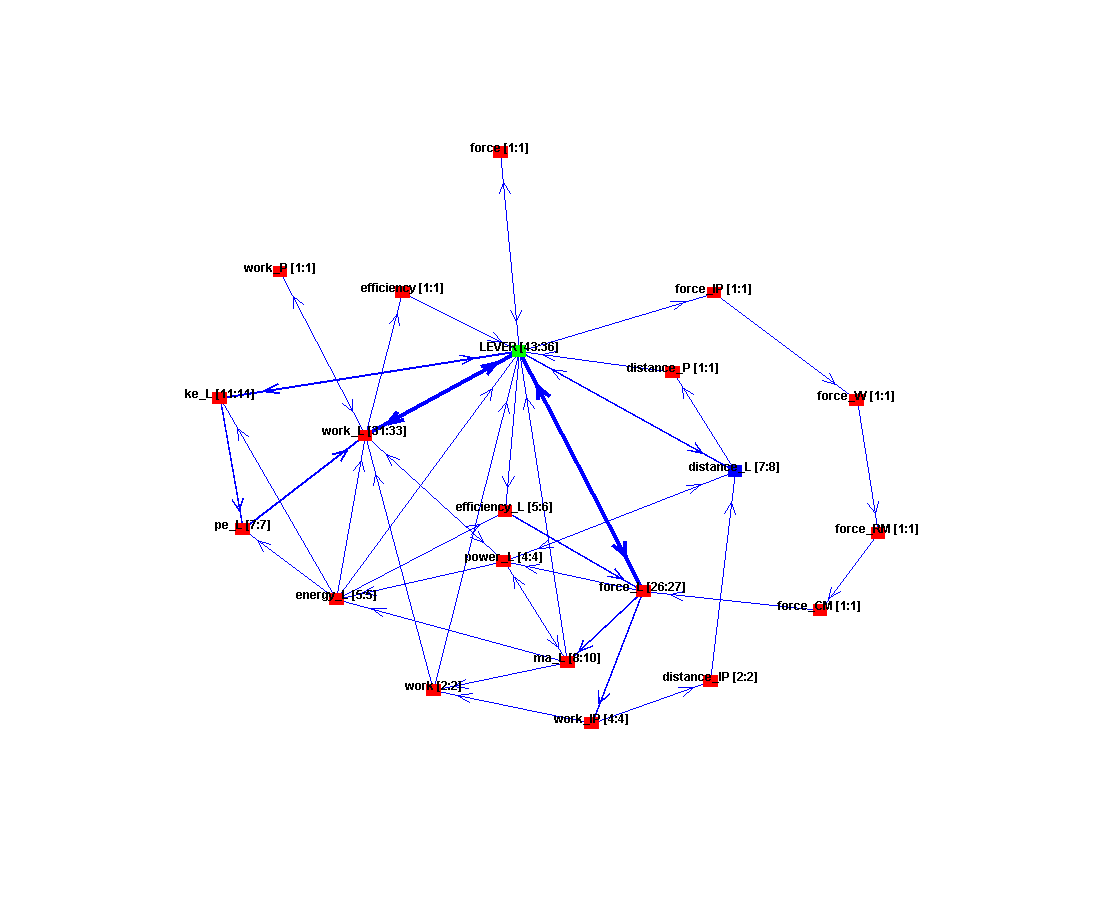 force [1:1]
work_P [1:1]
efficiency [1:1]
force_IP [1:1]
LEVER [43:36]
distance_P [1:1]
ke_L [11:11]
force_W [1:1]
work_L [31:33]
distance_L [7:8]
efficiency_L [5:6]
pe_L [7:7]
force_RM [1:1]
power_L [4:4]
force_L [26:27]
energy_L [5:5]
force_CM [1:1]
ma_L [8:10]
distance_IP [2:2]
work [2:2]
work_IP [4:4]